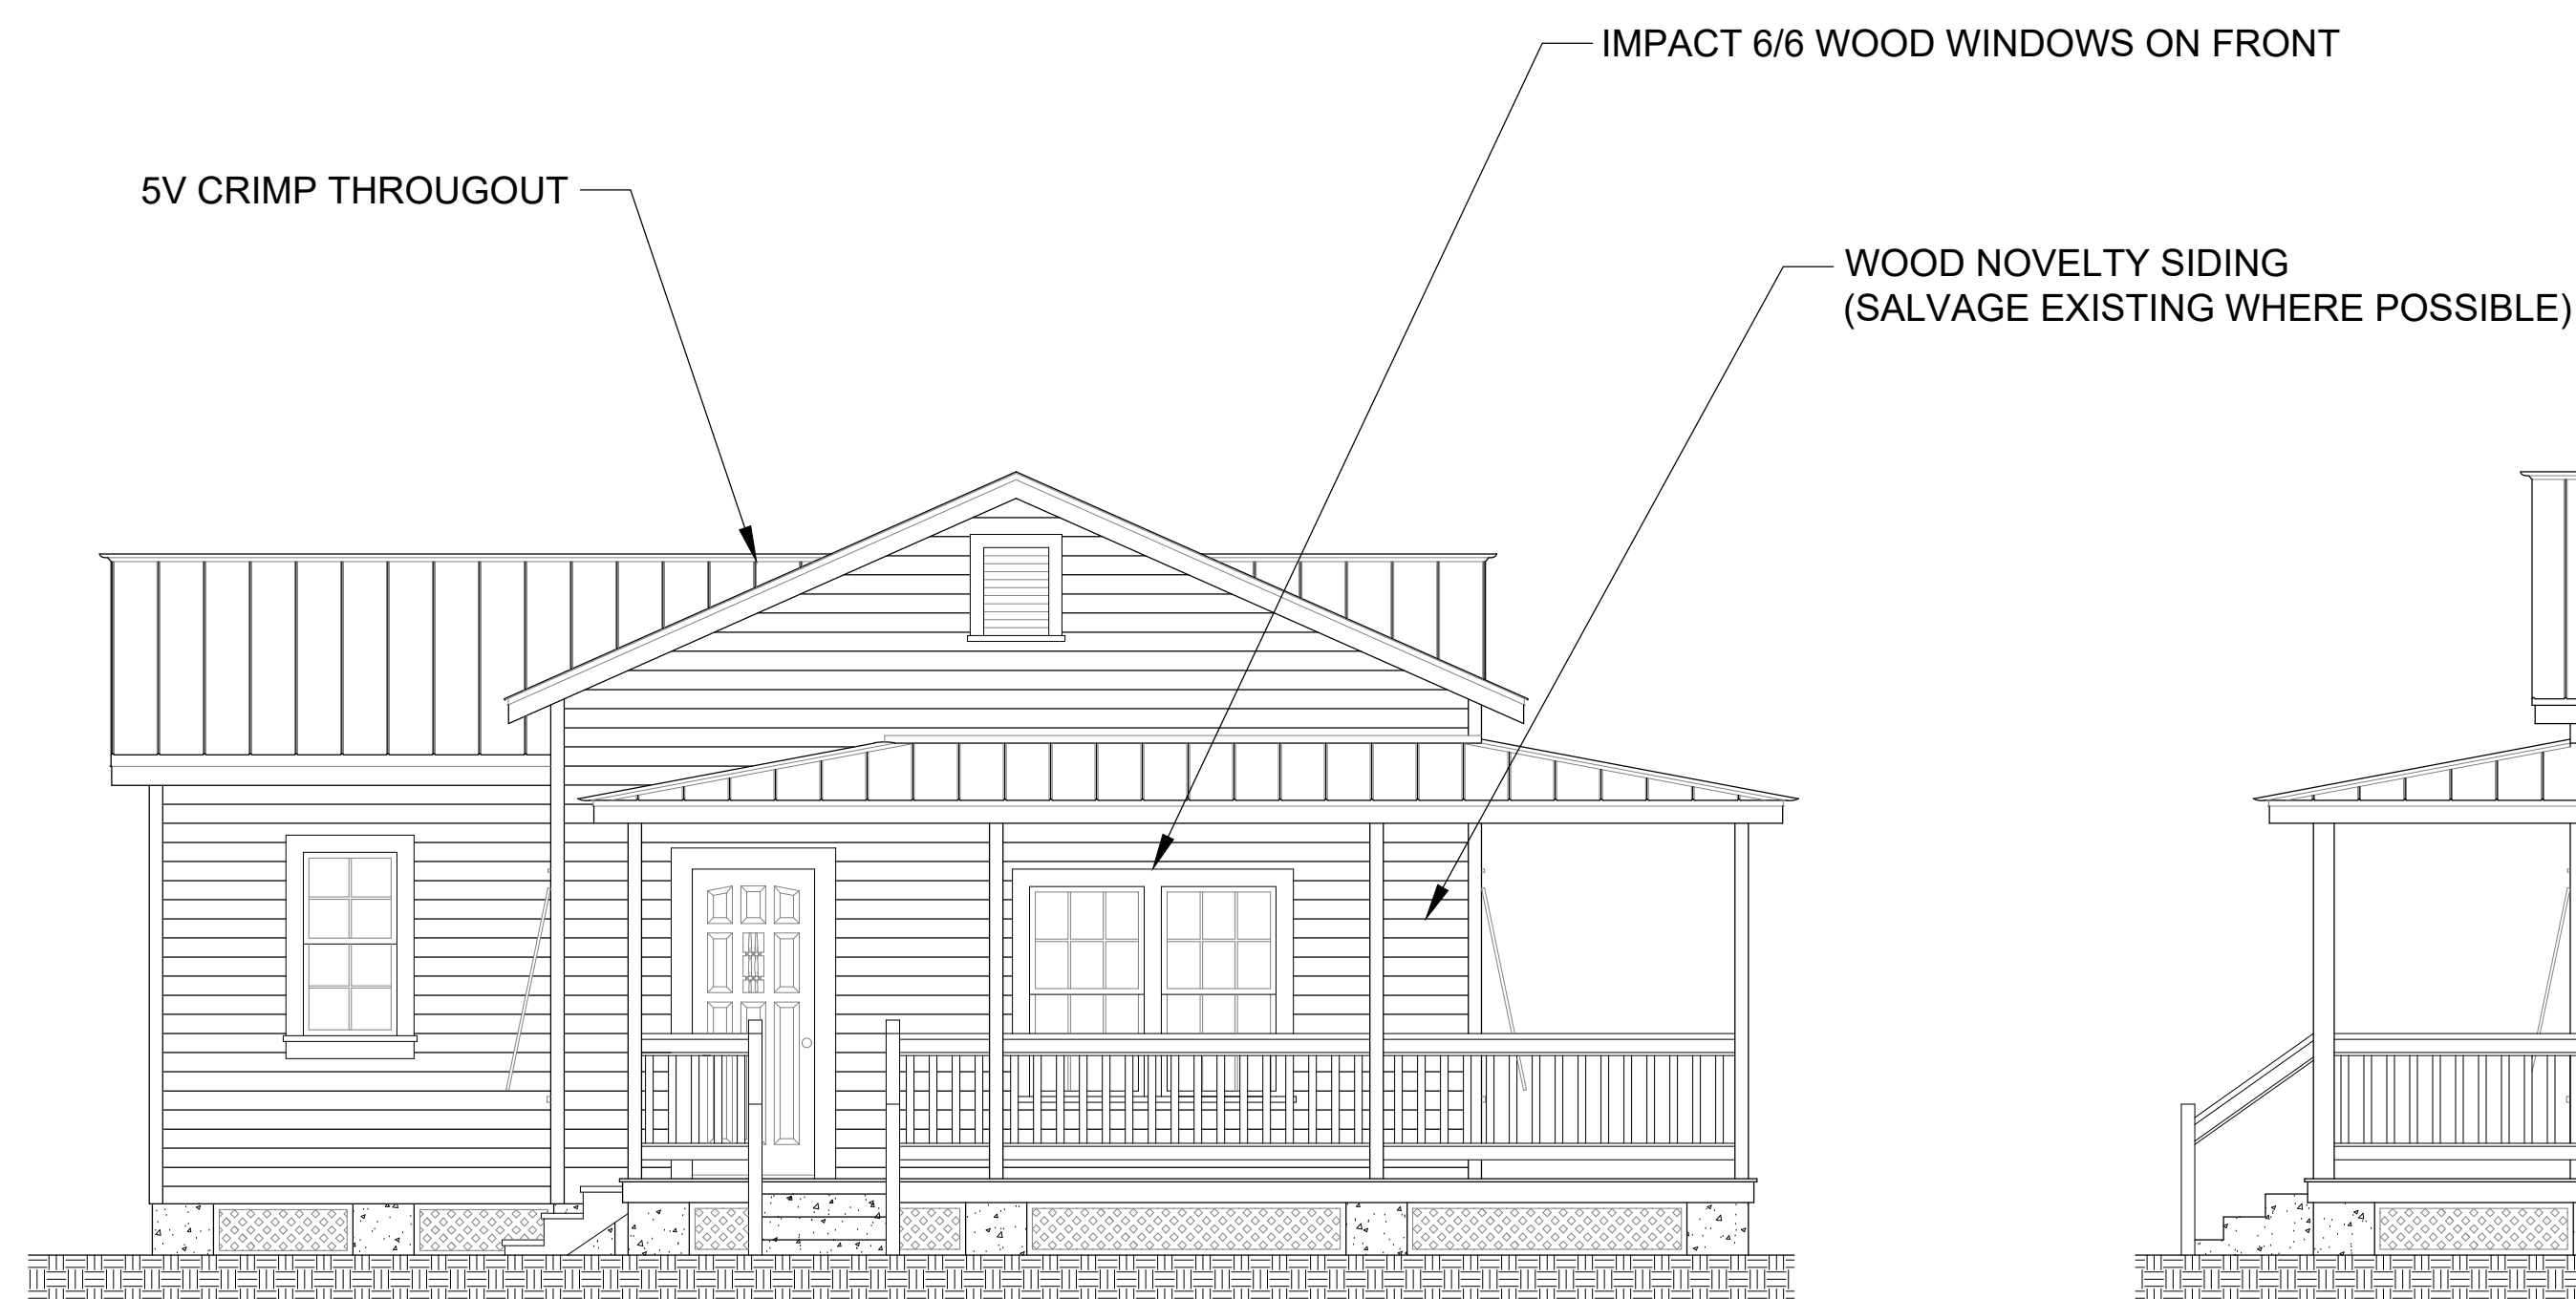 IMPACT 6/6 WOOD WINDOWS ON FRONT
5V CRIMP THROUGOUT
WOOD NOVELTY SIDING
(SALVAGE EXISTING WHERE POSSIBLE)